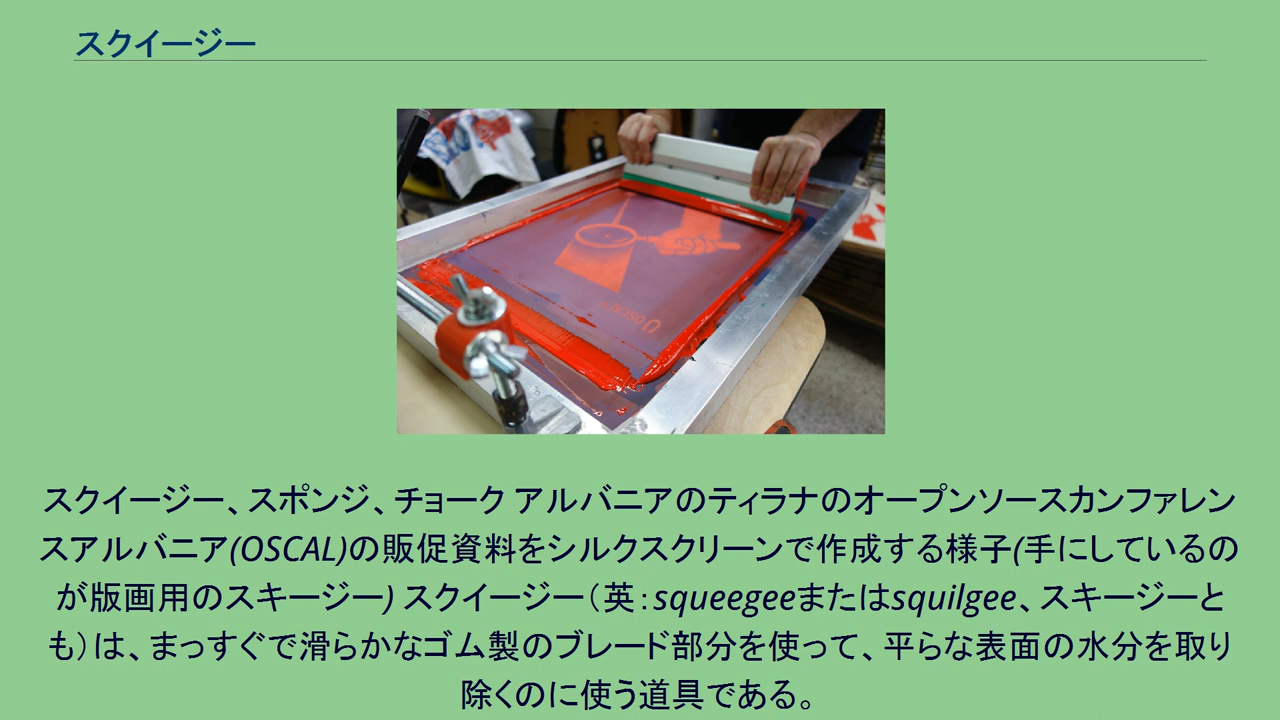 スクイージー
スクイージー、スポンジ、チョーク アルバニアのティラナのオープンソースカンファレン
スアルバニア(OSCAL)の販促資料をシルクスクリーンで作成する様子(手にしているの
が版画用のスキージー) スクイージー（英：squeegeeまたはsquilgee、スキージーと
も）は、まっすぐで滑らかなゴム製のブレード部分を使って、平らな表面の水分を取り
除くのに使う道具である。